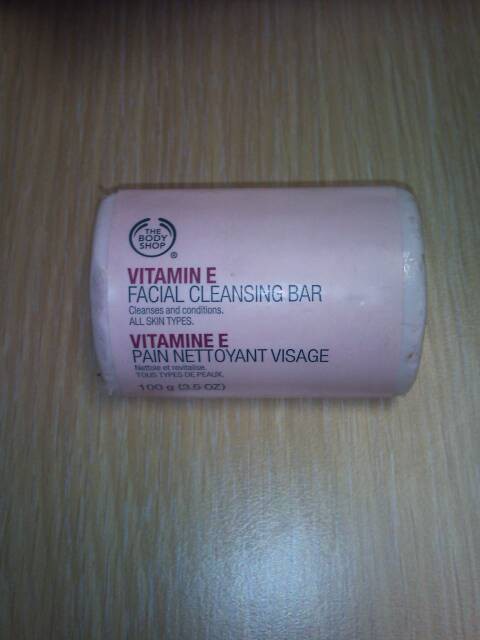 THE
BODY
SHOP
®
VITAMIN E
FACIAL CLEANSING BAR
Cleanses and conditions.
ALL SKIN TYPES.
VITAMINE E
PAIN NETTOYANT VISAGE
Nettoie et revitalise.
TOUS TYPES DE PEAUX.
100 g (3.5 OZ)